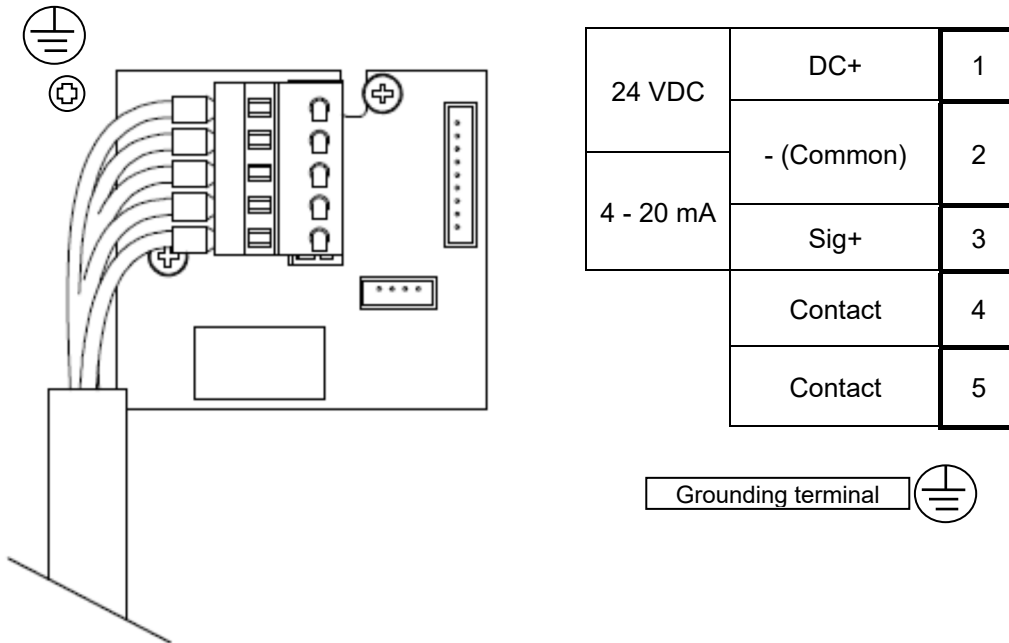 24 VDC
DC+
1
- (Common)
2
4 - 20 mA
Sig+
3
Contact
4
Contact
5
Grounding terminal